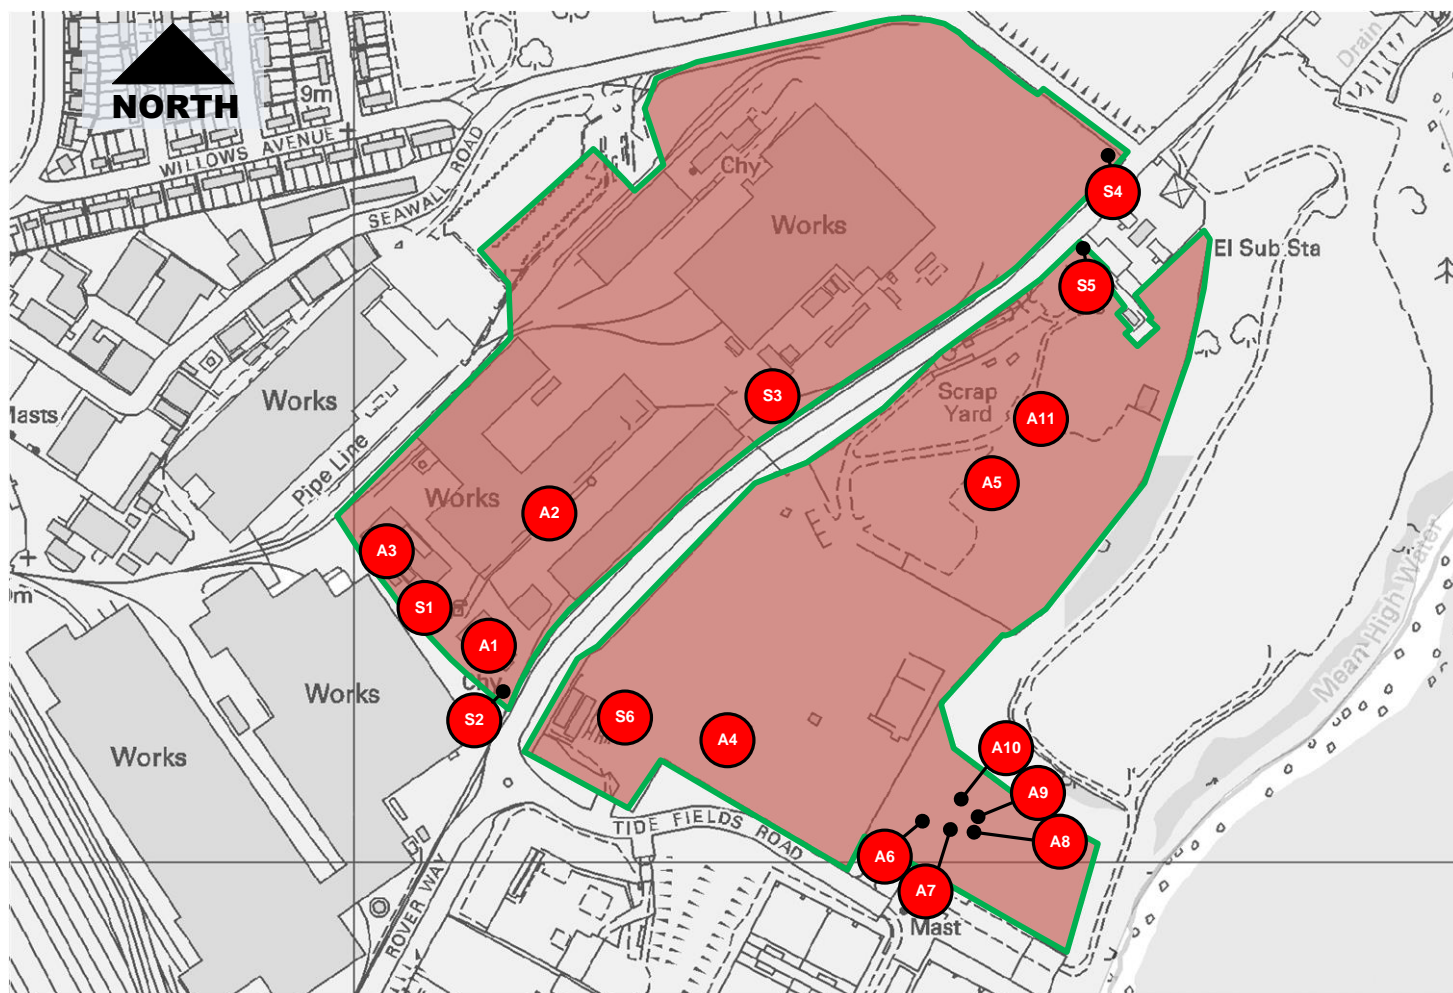 NORTH
9m
Drain
WILLOWS AVENUE
SEAWALL ROAD
Chy
S4
Works
El Sub Sta
S5
Works
S3
Scrap
Yard
A11
Masts
Pipe Line
Works
A5
A2
A3
S1
A1
Mean High Water
Chy
Works
S2
S6
A4
A10
Works
A9
A8
TIDE FIELDS ROAD
A6
A7
Mast
ROVER WAY